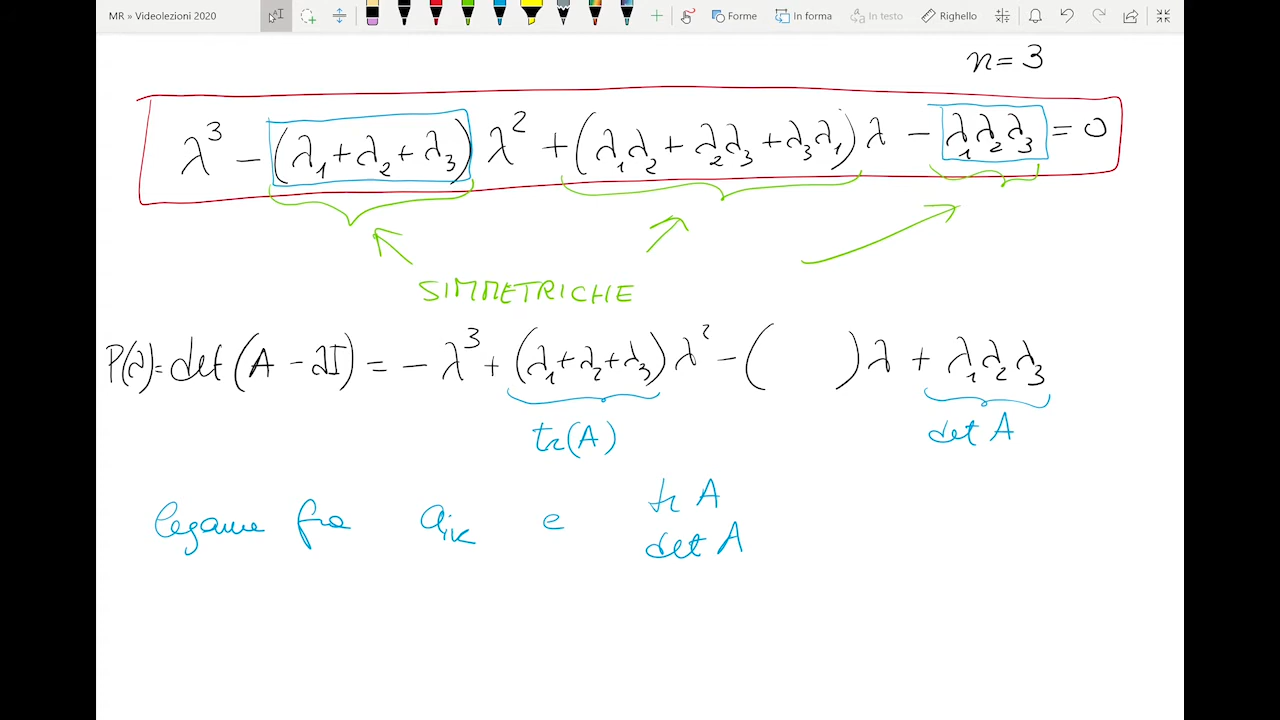 MR » Videolezioni 2020 Forme In forma In testo Righello
n = 3
λ³ − (λ₁ + λ₂ + λ₃) λ² + (λ₁λ₂ + λ₂λ₃ + λ₃λ₁) λ − λ₁λ₂λ₃ = 0
SIMMETRICHE
P(λ) = det (A − λI) = − λ³ + (λ₁ + λ₂ + λ₃) λ² − ( ) λ + λ₁λ₂λ₃
tr(A) det A
legame fra aᵢₖ e tr A
det A